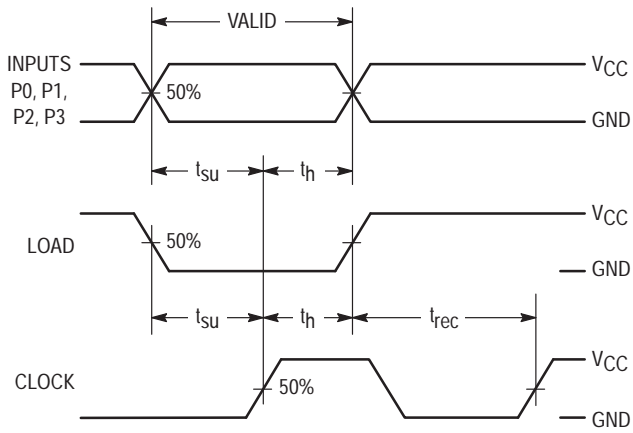 VALID
INPUTS
P0, P1,
P2, P3
50%
VCC
GND
tsu
th
LOAD
50%
VCC
GND
tsu
th
trec
CLOCK
50%
VCC
GND